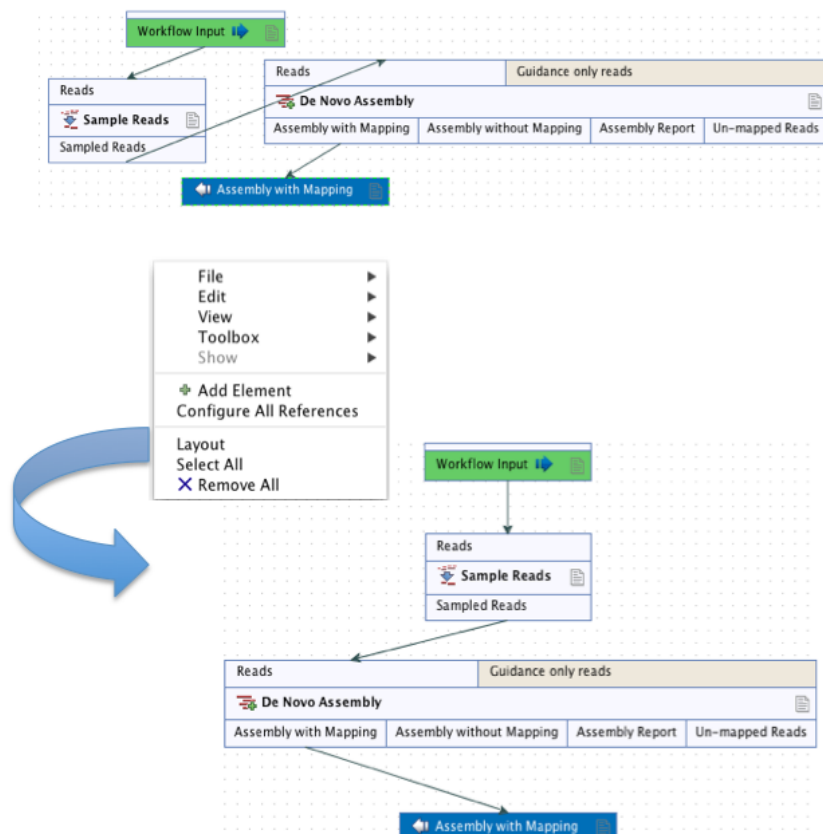 Workflow Input
Reads
Guidance only reads
Reads
De Novo Assembly
Sample Reads
Assembly with Mapping
Assembly without Mapping
Assembly Report
Un-mapped Reads
Sampled Reads
Assembly with Mapping
File
Edit
View
Toolbox
Show
Add Element
Configure All References
Layout
Select All
Remove All
Workflow Input
Reads
Sample Reads
Sampled Reads
Reads
Guidance only reads
De Novo Assembly
Assembly with Mapping
Assembly without Mapping
Assembly Report
Un-mapped Reads
Assembly with Mapping